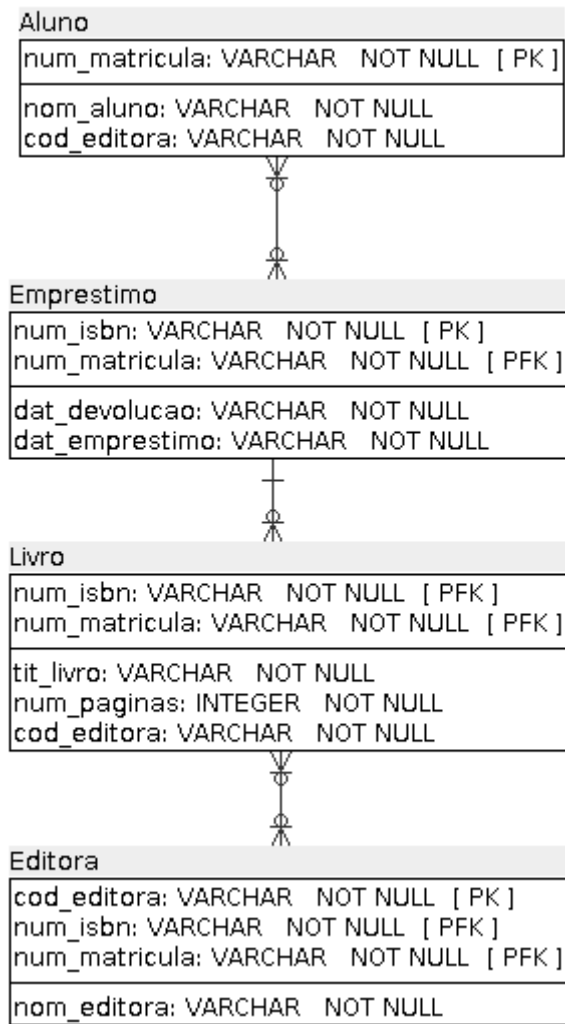 Aluno
num_matricula: VARCHAR NOT NULL [ PK ]
nom_aluno: VARCHAR NOT NULL
cod_editora: VARCHAR NOT NULL
Emprestimo
num_isbn: VARCHAR NOT NULL [ PK ]
num_matricula: VARCHAR NOT NULL [ PFK ]
dat_devolucao: VARCHAR NOT NULL
dat_emprestimo: VARCHAR NOT NULL
Livro
num_isbn: VARCHAR NOT NULL [ PFK ]
num_matricula: VARCHAR NOT NULL [ PFK ]
tit_livro: VARCHAR NOT NULL
num_paginas: INTEGER NOT NULL
cod_editora: VARCHAR NOT NULL
Editora
cod_editora: VARCHAR NOT NULL [ PK ]
num_isbn: VARCHAR NOT NULL [ PFK ]
num_matricula: VARCHAR NOT NULL [ PFK ]
nom_editora: VARCHAR NOT NULL